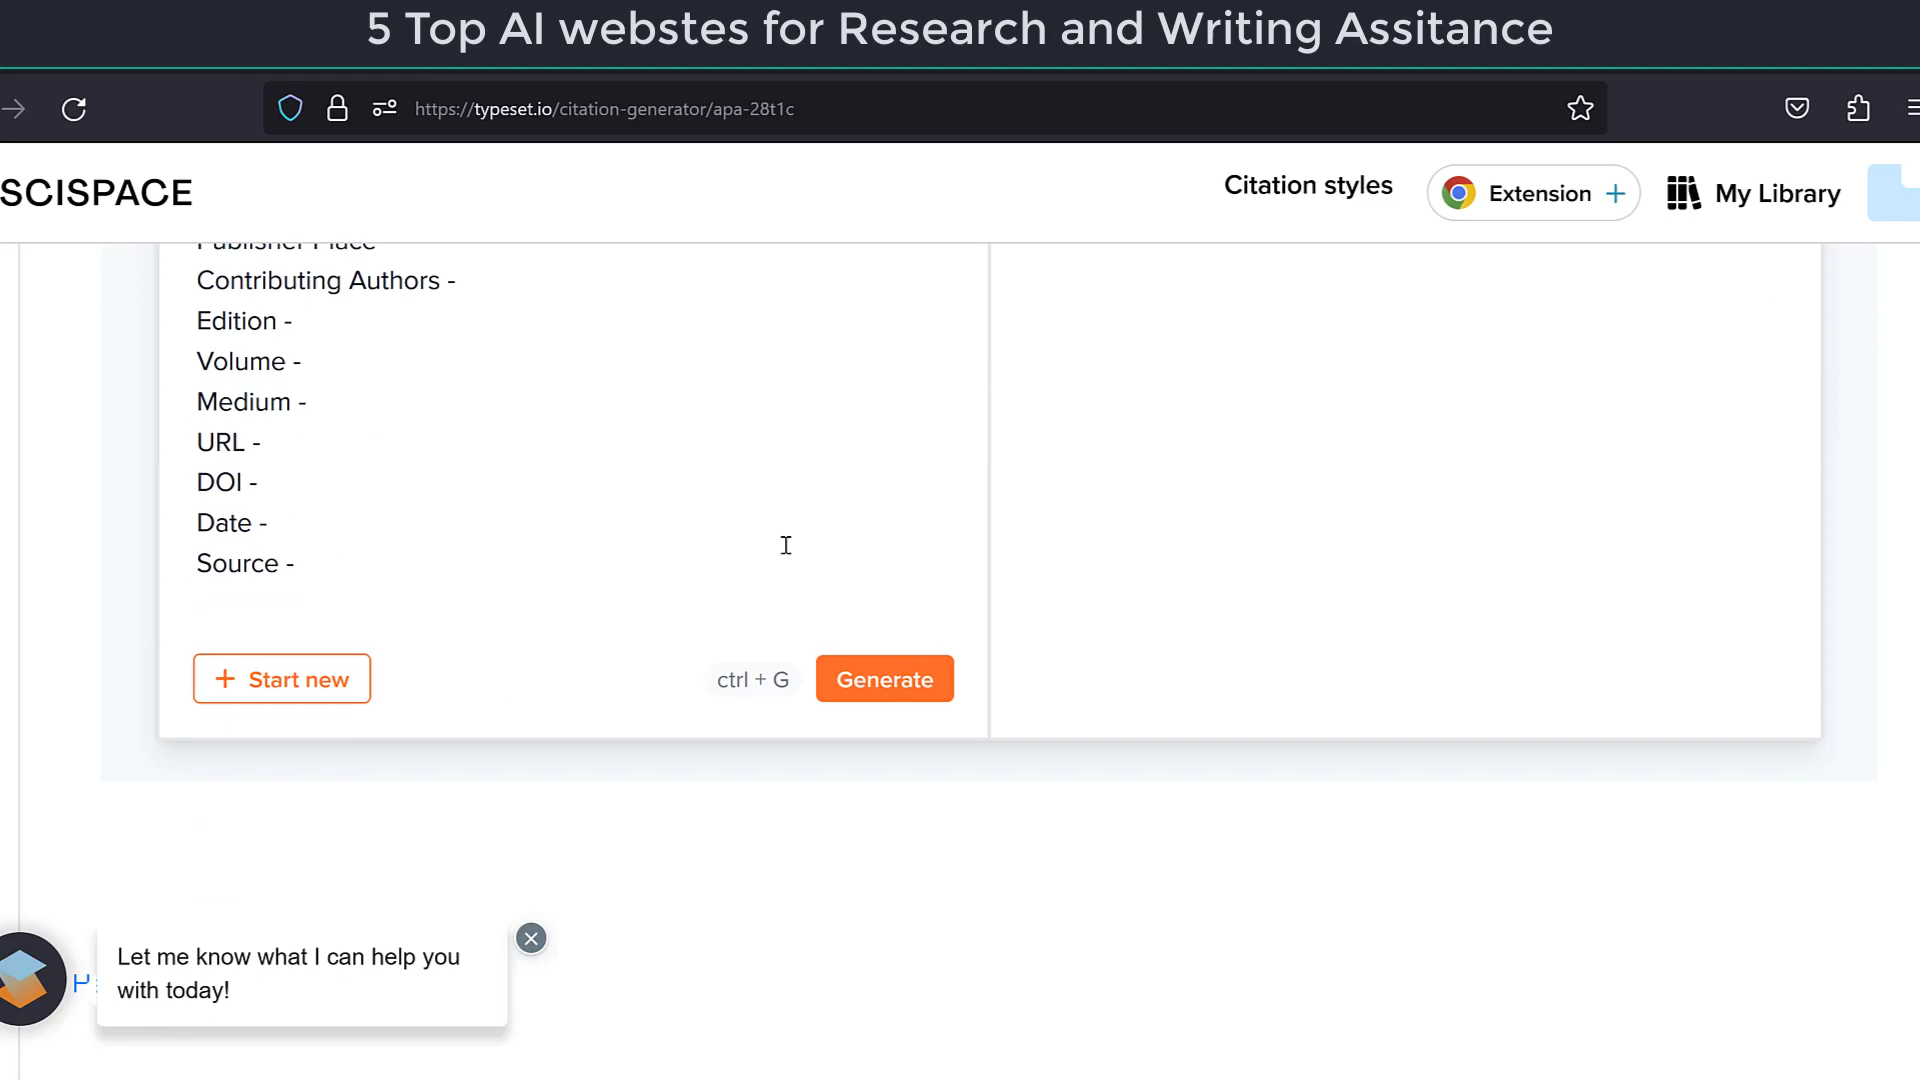 5 Top AI webstes for Research and Writing Assitance
https://typeset.io/citation-generator/apa-28t1c
SCISPACE
Citation styles
Extension +
My Library
Publisher Place
Contributing Authors -
Edition -
Volume -
Medium -
URL -
DOI -
Date -
Source -
+ Start new
ctrl + G
Generate
Let me know what I can help you
with today!